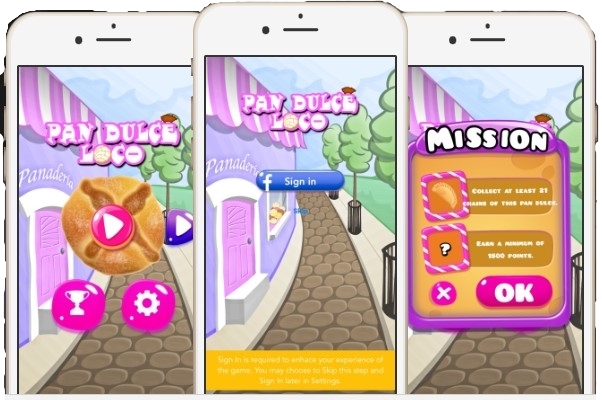 PAN DULCE
LOCO
Panadería
PAN DULCE
LOCO
Panadería
f Sign in
Skip
Sign In is required to enhace your experience of
the game. You may choose to Skip this step and
Sign In later in Settings.
MISSION
COLLECT AT LEAST 21
CHAINS OF THIS PAN DULCE.
?
EARN A MINIMUM OF
1500 POINTS.
X
OK